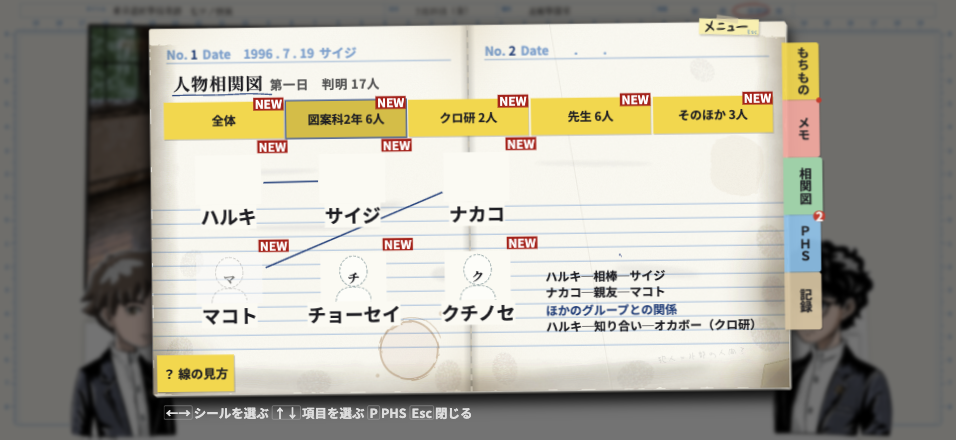 メニュー Esc
No. 1 Date 1996.7.19 サイジ
No. 2 Date . .
人物相関図 第一日 判明 17人
NEW NEW NEW NEW NEW
全体 図案科2年 6人 クロ研 2人 先生 6人 そのほか 3人
NEW NEW NEW
ハルキ サイジ ナカコ
NEW NEW NEW
マ チ ク
マコト チョーセイ クチノセ
ハルキ─相棒─サイジ
ナカコ─親友─マコト
ほかのグループとの関係
ハルキ─知り合い─オカボー（クロ研）
？線の見方
もちもの
メモ
相関図
2
PHS
記録
←→シールを選ぶ ↑↓項目を選ぶ P PHS Esc 閉じる